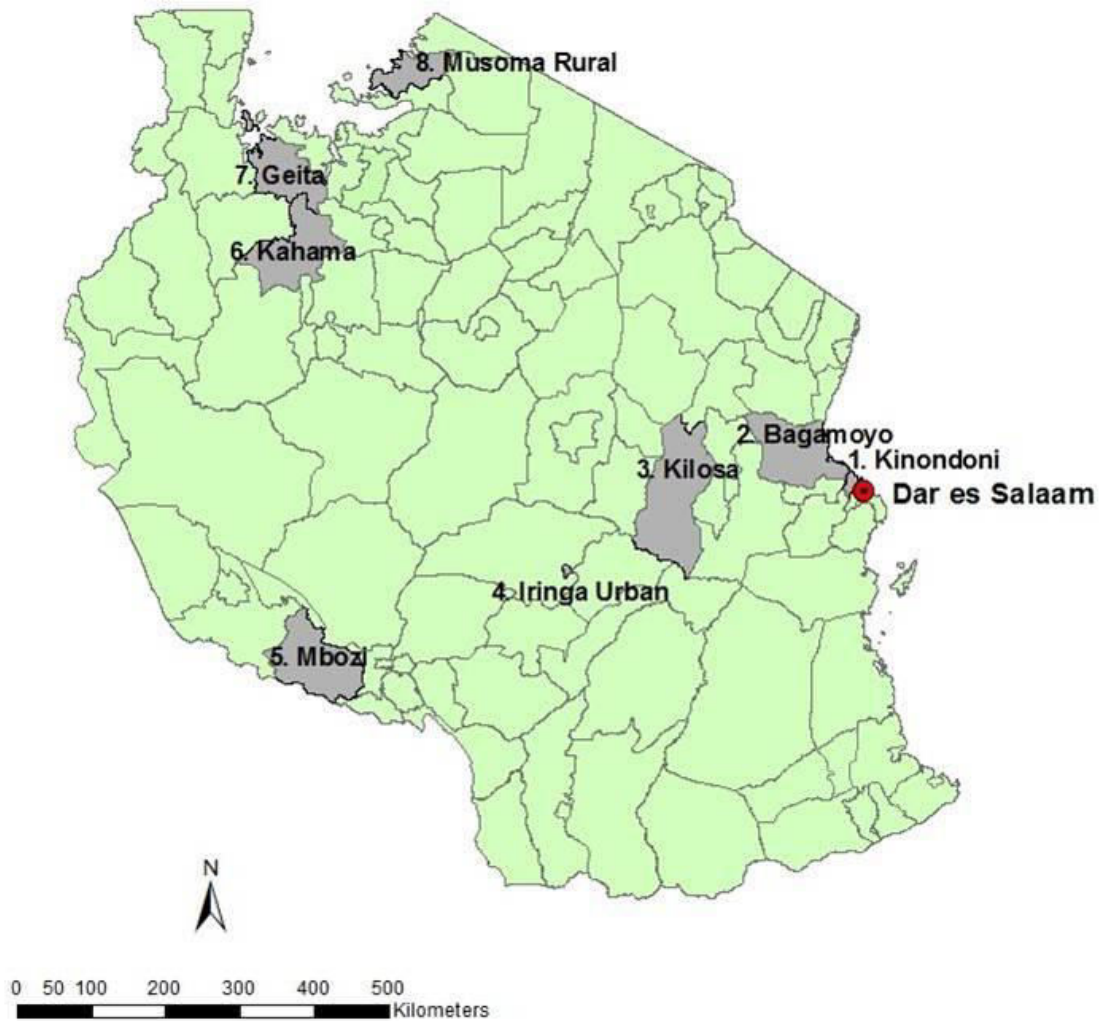 8. Musoma Rural
7. Geita
6. Kahama
2. Bagamoyo
1. Kinondoni
3. Kilosa
Dar es Salaam
4. Iringa Urban
5. Mbozi
N
0 50 100 200 300 400 500
Kilometers